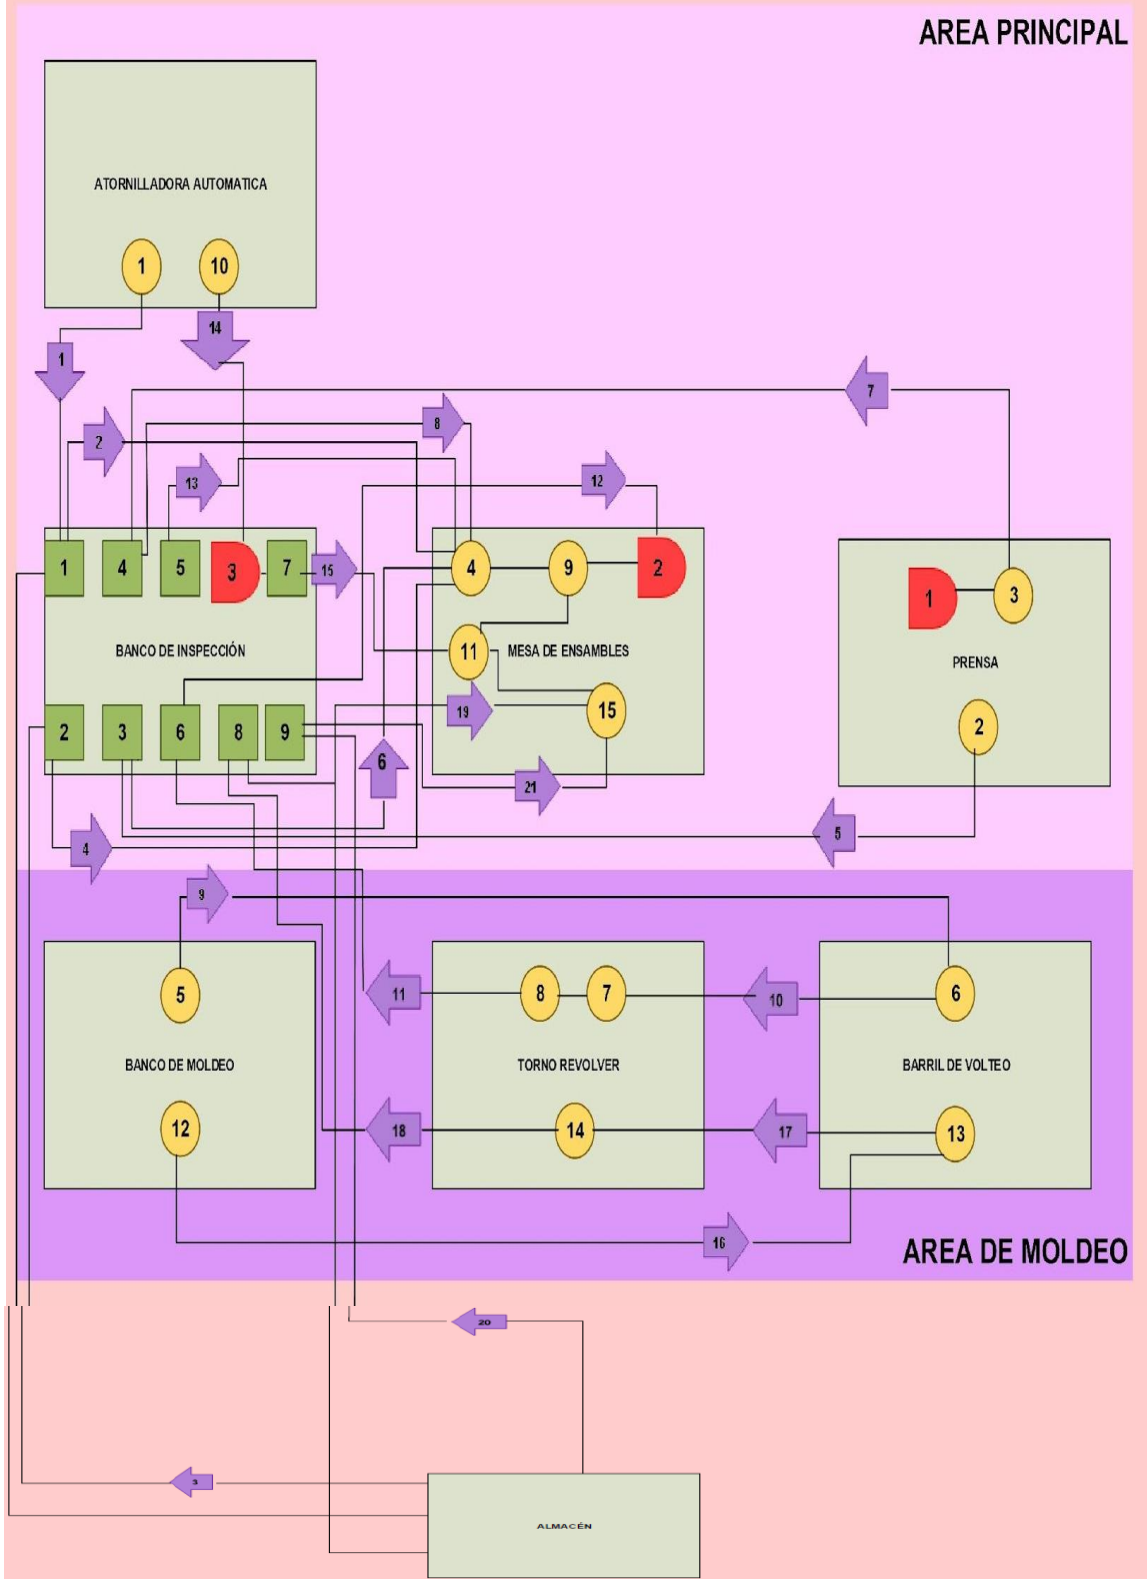 AREA PRINCIPAL
ATORNILLADORA AUTOMATICA
1 10
14
1
7
8
2
12
13
1 4 5 3 7 15 4 9 2 1 3
BANCO DE INSPECCIÓN 11 MESA DE ENSAMBLES PRENSA
2 3 6 8 9 19 15 2
6
21
4 5
9
5 11 8 7 10 6
BANCO DE MOLDEO TORNO REVOLVER BARRIL DE VOLTEO
12 18 14 17 13
16
AREA DE MOLDEO
20
3
ALMACÉN